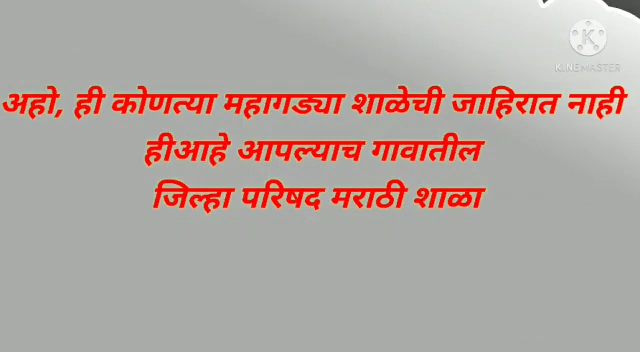 KINEMASTER
अहो, ही कोणत्या महागड्या शाळेची जाहिरात नाही
हीआहे आपल्याच गावातील
जिल्हा परिषद मराठी शाळा